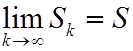 lim S_k = S
k→∞